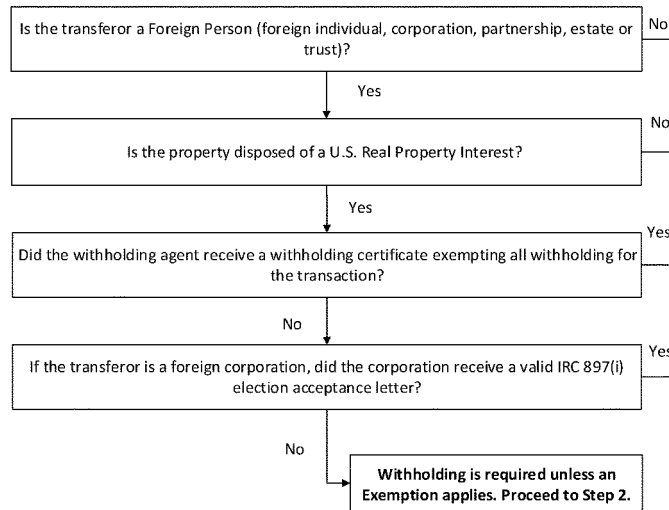 Is the transferor a Foreign Person (foreign individual, corporation, partnership, estate or
trust)?
No
Yes
Is the property disposed of a U.S. Real Property Interest?
No
Yes
Did the withholding agent receive a withholding certificate exempting all withholding for
the transaction?
Yes
No
If the transferor is a foreign corporation, did the corporation receive a valid IRC 897(i)
election acceptance letter?
Yes
No
Withholding is required unless an
Exemption applies. Proceed to Step 2.